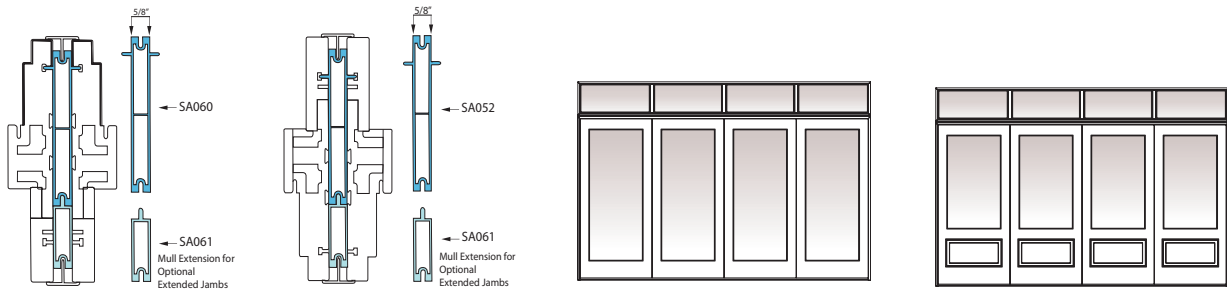 5/8"
SA060
SA061
Mull Extension for
Optional
Extended Jambs
5/8"
SA052
SA061
Mull Extension for
Optional
Extended Jambs